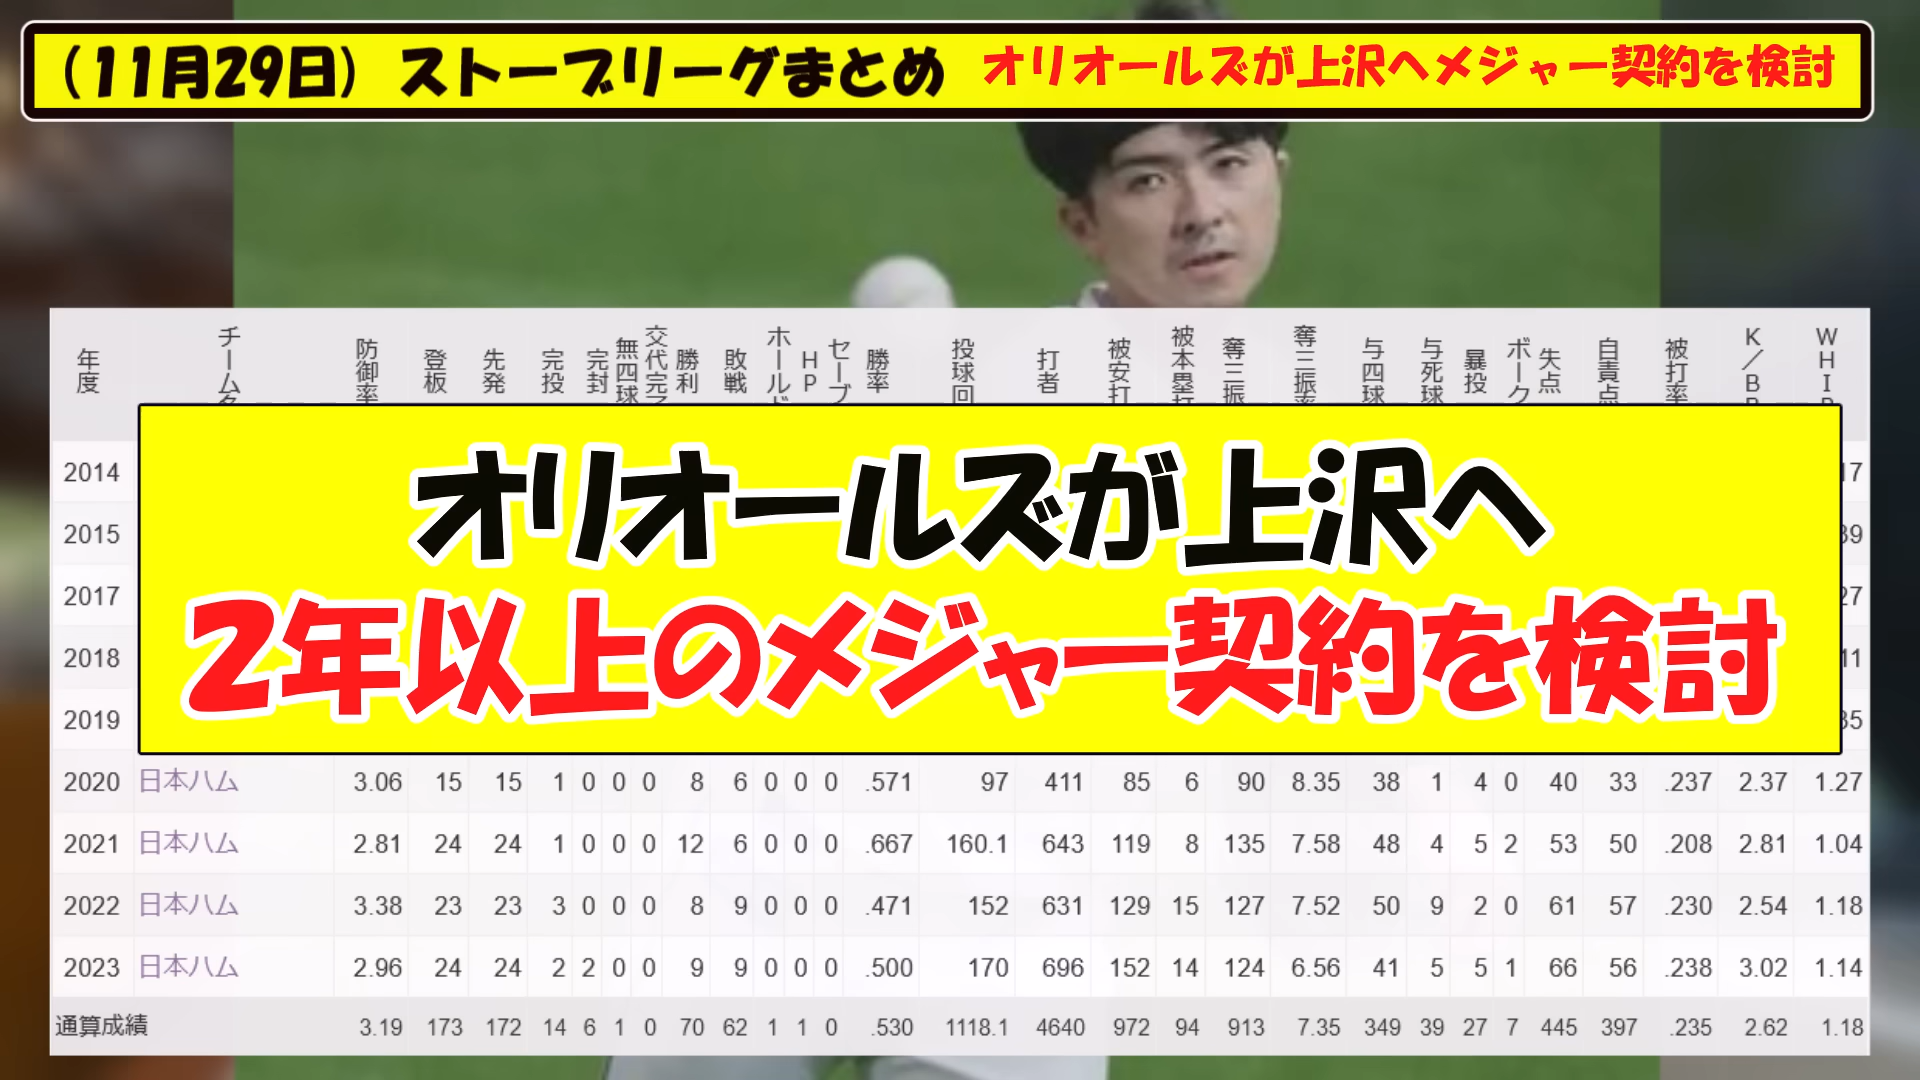 (11月29日) ストーブリーグまとめ オリオールズが上沢へメジャー契約を検討
年度 チーム 防御率 登板 先発 完投 完封 無四球 交代完了 勝利 敗戦 ホールド HP セーブ 勝率 投球回 打者 被安打 被本塁打 奪三振 奪三振率 与四球 与死球 暴投 ボーク 失点 自責点 被打率 K/BB WHIP
オリオールズが上沢へ
2年以上のメジャー契約を検討
2014 17
2015 39
2017 27
2018 11
2019 35
2020 日本ハム 3.06 15 15 1 0 0 0 8 6 0 0 0 .571 97 411 85 6 90 8.35 38 1 4 0 40 33 .237 2.37 1.27
2021 日本ハム 2.81 24 24 1 0 0 0 12 6 0 0 0 .667 160.1 643 119 8 135 7.58 48 4 5 2 53 50 .208 2.81 1.04
2022 日本ハム 3.38 23 23 3 0 0 0 8 9 0 0 0 .471 152 631 129 15 127 7.52 50 9 2 0 61 57 .230 2.54 1.18
2023 日本ハム 2.96 24 24 2 2 0 0 9 9 0 0 0 .500 170 696 152 14 124 6.56 41 5 5 1 66 56 .238 3.02 1.14
通算成績 3.19 173 172 14 6 1 0 70 62 1 1 0 .530 1118.1 4640 972 94 913 7.35 349 39 27 7 445 397 .235 2.62 1.18